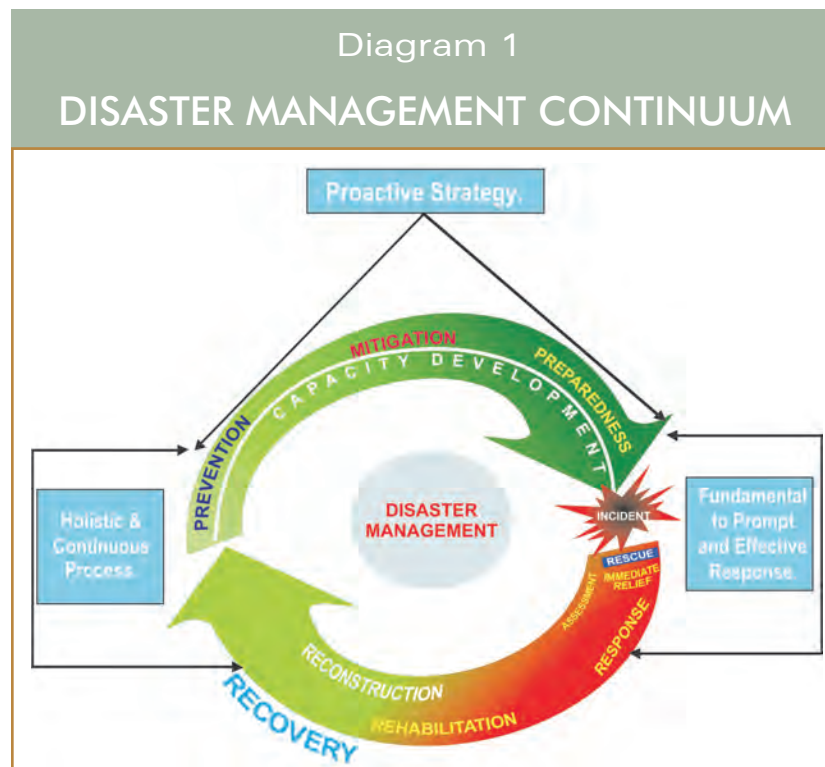 Diagram 1
DISASTER MANAGEMENT CONTINUUM
Proactive Strategy.
MITIGATION
CAPACITY DEVELOPMENT
PREPAREDNESS
PREVENTION
Holistic &
Continuous
Process
DISASTER
MANAGEMENT
INCIDENT
Fundamental
to Prompt
and Effective
Response
RESCUE
IMMEDIATE
RELIEF
ASSESSMENT
RESPONSE
RECONSTRUCTION
REHABILITATION
RECOVERY